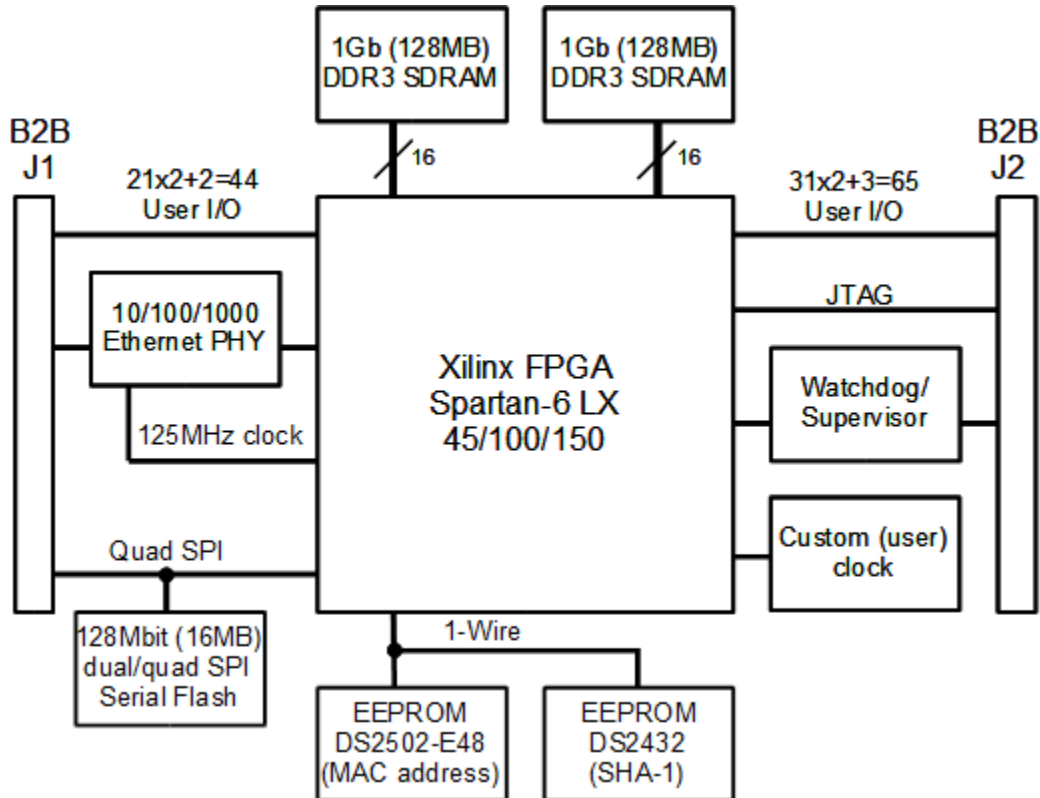 1Gb (128MB)
DDR3 SDRAM
1Gb (128MB)
DDR3 SDRAM
B2B
J1
B2B
J2
16
16
21x2+2=44
User I/O
31x2+3=65
User I/O
10/100/1000
Ethernet PHY
JTAG
Xilinx FPGA
Spartan-6 LX
45/100/150
Watchdog/
Supervisor
125MHz clock
Custom (user)
clock
Quad SPI
128Mbit (16MB)
dual/quad SPI
Serial Flash
1-Wire
EEPROM
DS2502-E48
(MAC address)
EEPROM
DS2432
(SHA-1)